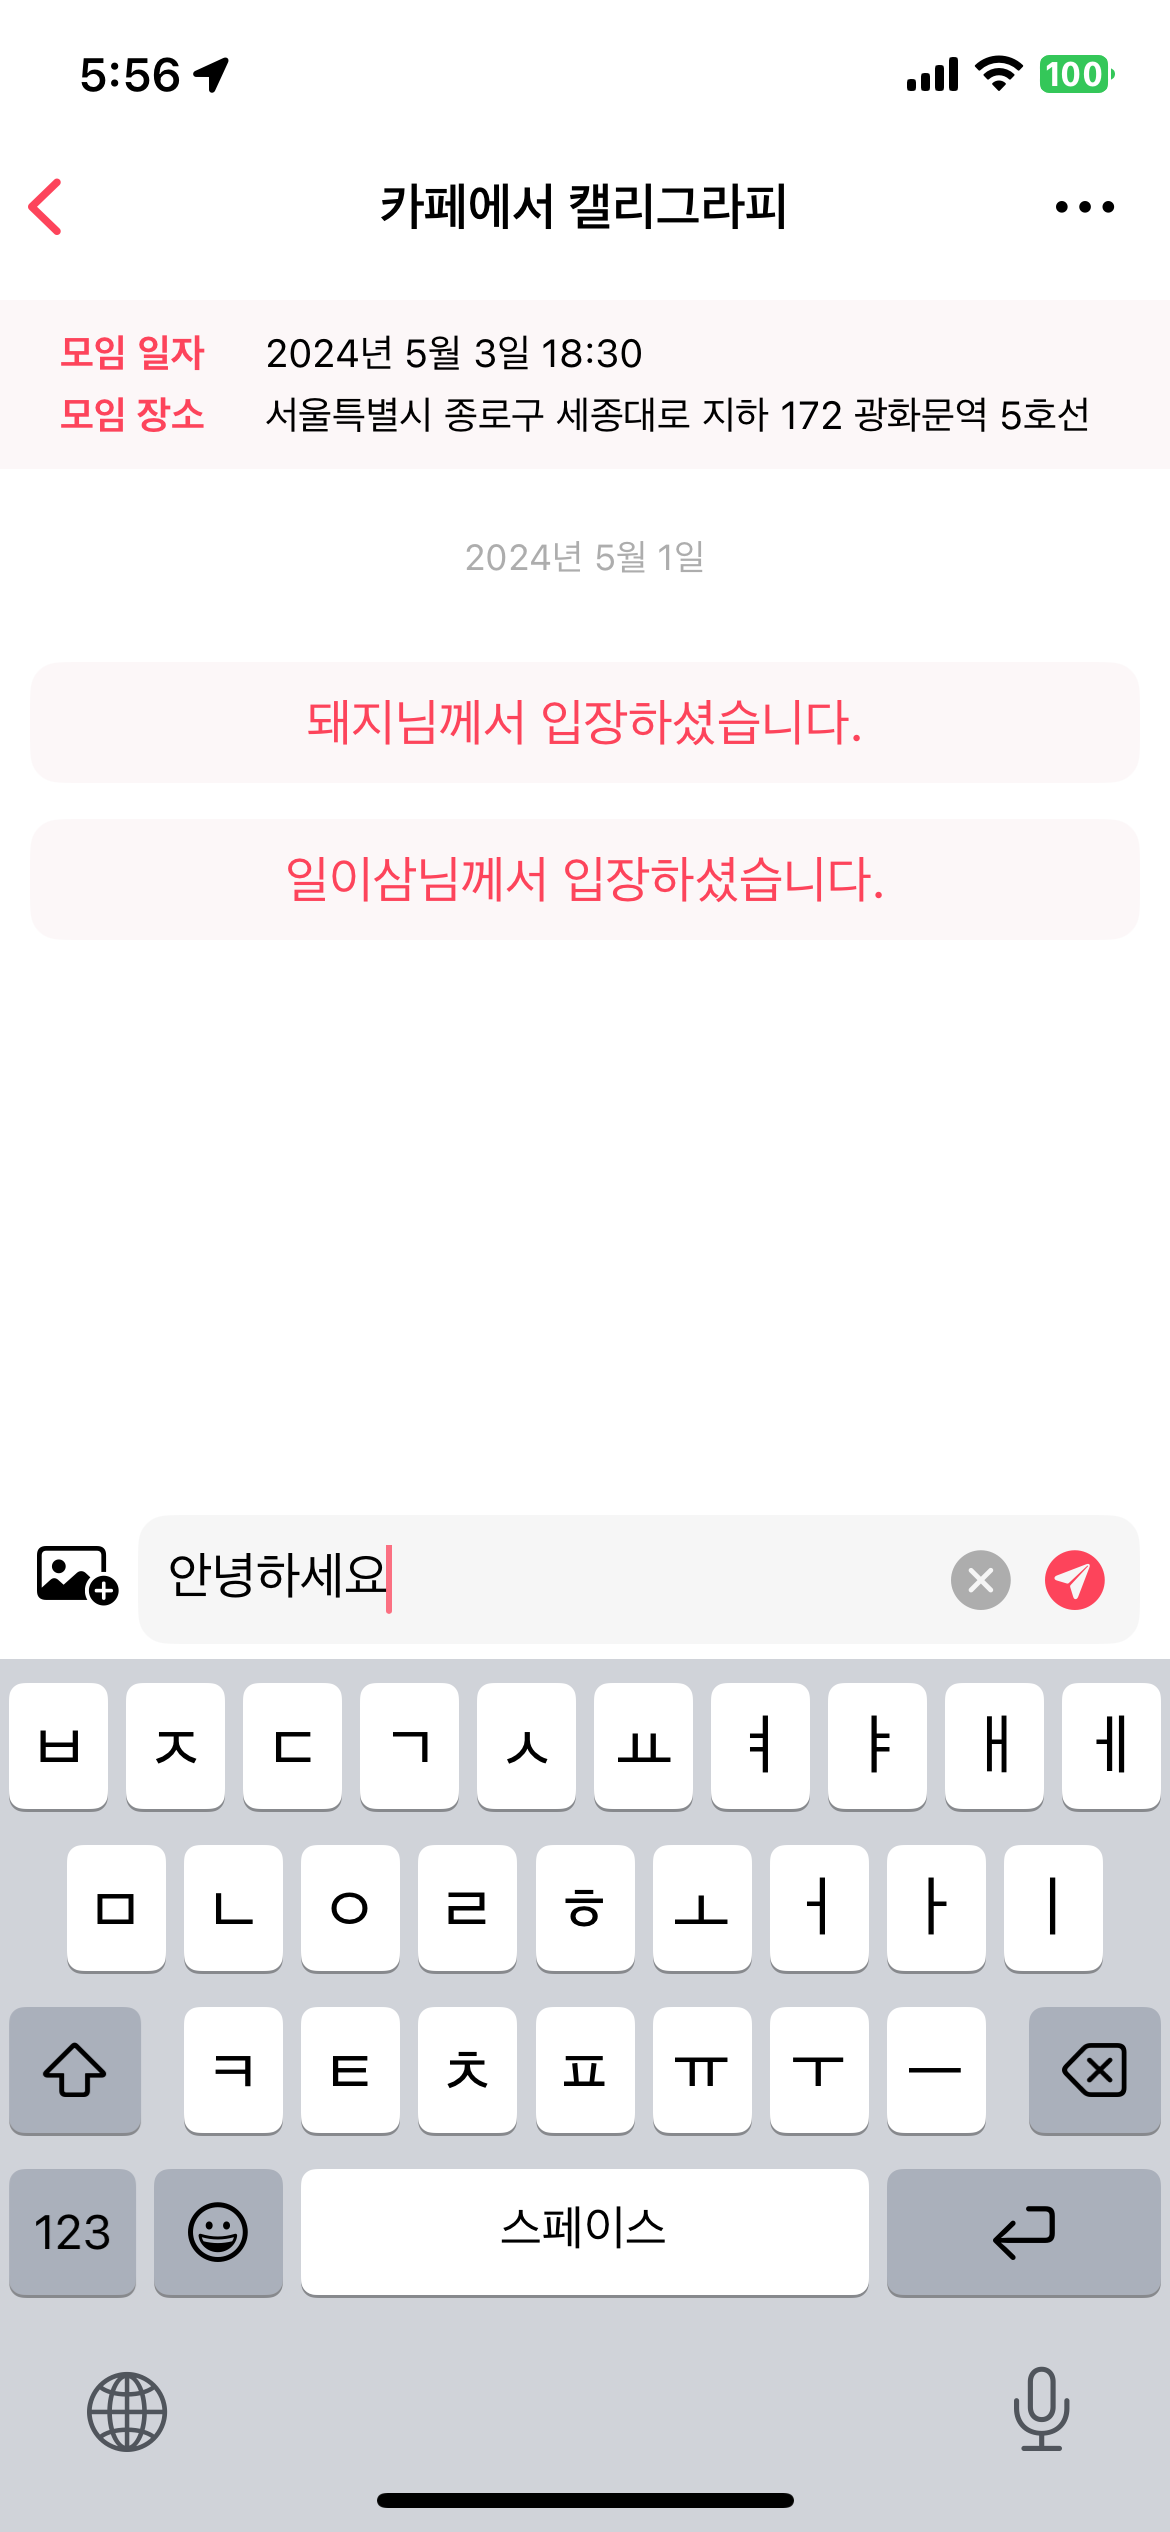 5:56
100
카페에서 캘리그라피
모임 일자 2024년 5월 3일 18:30
모임 장소 서울특별시 종로구 세종대로 지하 172 광화문역 5호선
2024년 5월 1일
돼지님께서 입장하셨습니다.
일이삼님께서 입장하셨습니다.
안녕하세요
ㅂ ㅈ ㄷ ㄱ ㅅ ㅛ ㅕ ㅑ ㅐ ㅔ
ㅁ ㄴ ㅇ ㄹ ㅎ ㅗ ㅓ ㅏ ㅣ
ㅋ ㅌ ㅊ ㅍ ㅠ ㅜ ㅡ
123 스페이스